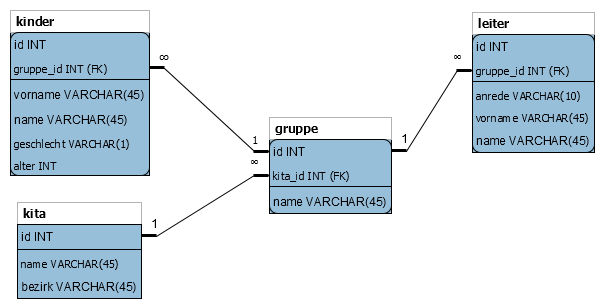 kinder
id INT
gruppe_id INT (FK)
vorname VARCHAR(45)
name VARCHAR(45)
geschlecht VARCHAR(1)
alter INT
∞
leiter
id INT
gruppe_id INT (FK)
anrede VARCHAR(10)
vorname VARCHAR(45)
name VARCHAR(45)
∞
gruppe
id INT
kita_id INT (FK)
name VARCHAR(45)
1
∞
1
kita
id INT
name VARCHAR(45)
bezirk VARCHAR(45)
1